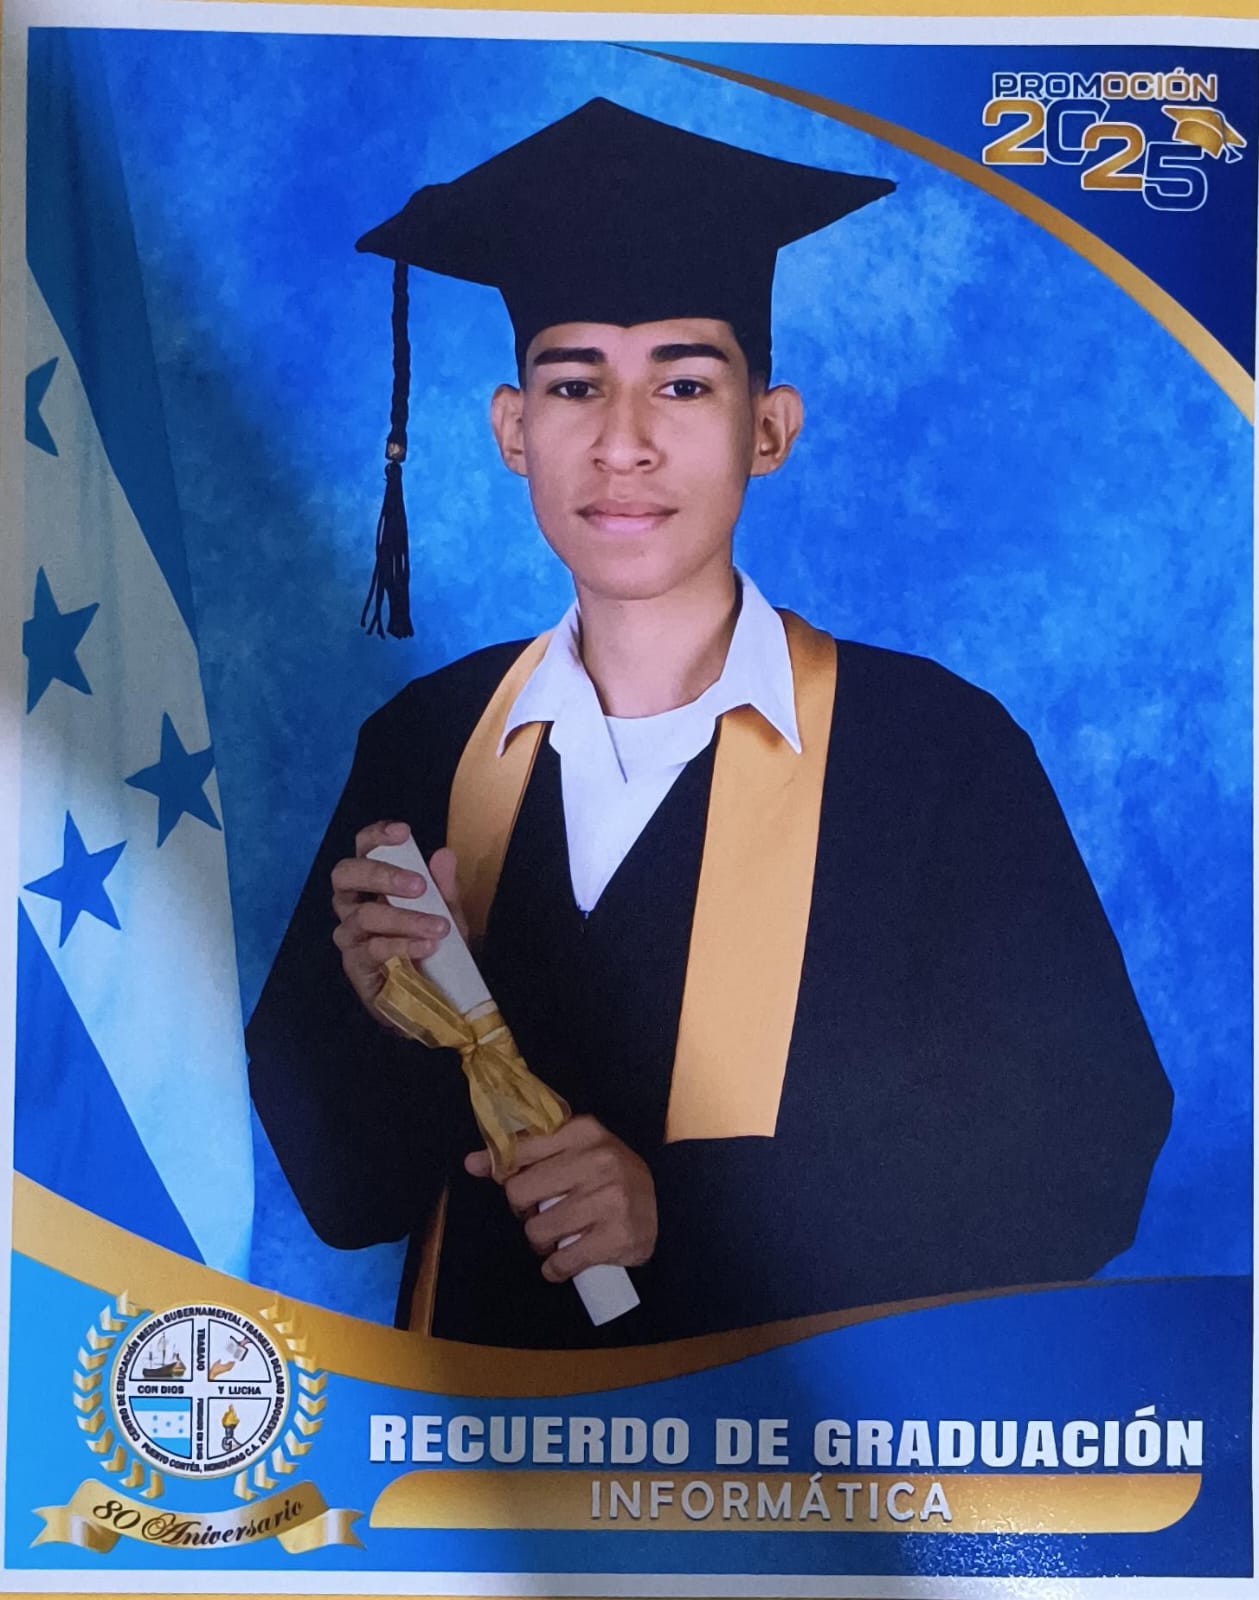 PROMOCIÓN
2025
CENTRO DE EDUCACIÓN MEDIA GUBERNAMENTAL FRANKLIN DELANO ROOSEVELT
TRABAJO
CON DIOS Y LUCHA
PUERTO CORTÉS, HONDURAS C.A.
80 Aniversario
RECUERDO DE GRADUACIÓN
INFORMÁTICA